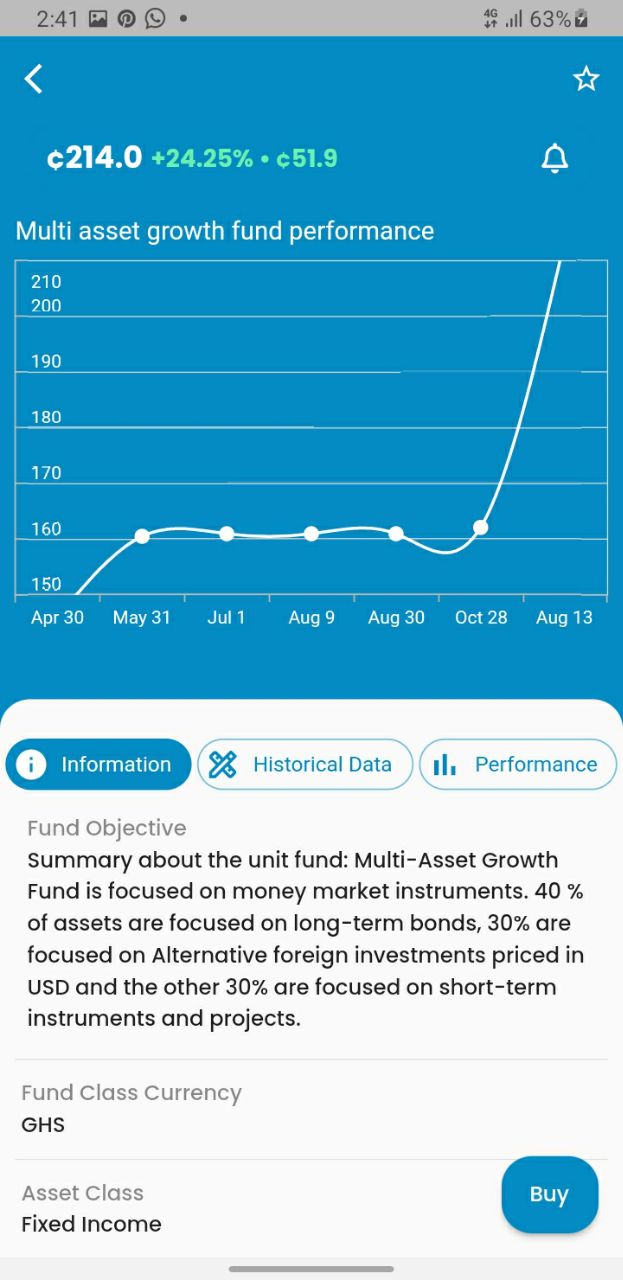 2:41
4G 63%
¢214.0 +24.25% • ¢51.9
Multi asset growth fund performance
210
200
190
180
170
160
150
Apr 30 May 31 Jul 1 Aug 9 Aug 30 Oct 28 Aug 13
Information Historical Data Performance
Fund Objective
Summary about the unit fund: Multi-Asset Growth
Fund is focused on money market instruments. 40 %
of assets are focused on long-term bonds, 30% are
focused on Alternative foreign investments priced in
USD and the other 30% are focused on short-term
instruments and projects.
Fund Class Currency
GHS
Asset Class
Fixed Income
Buy